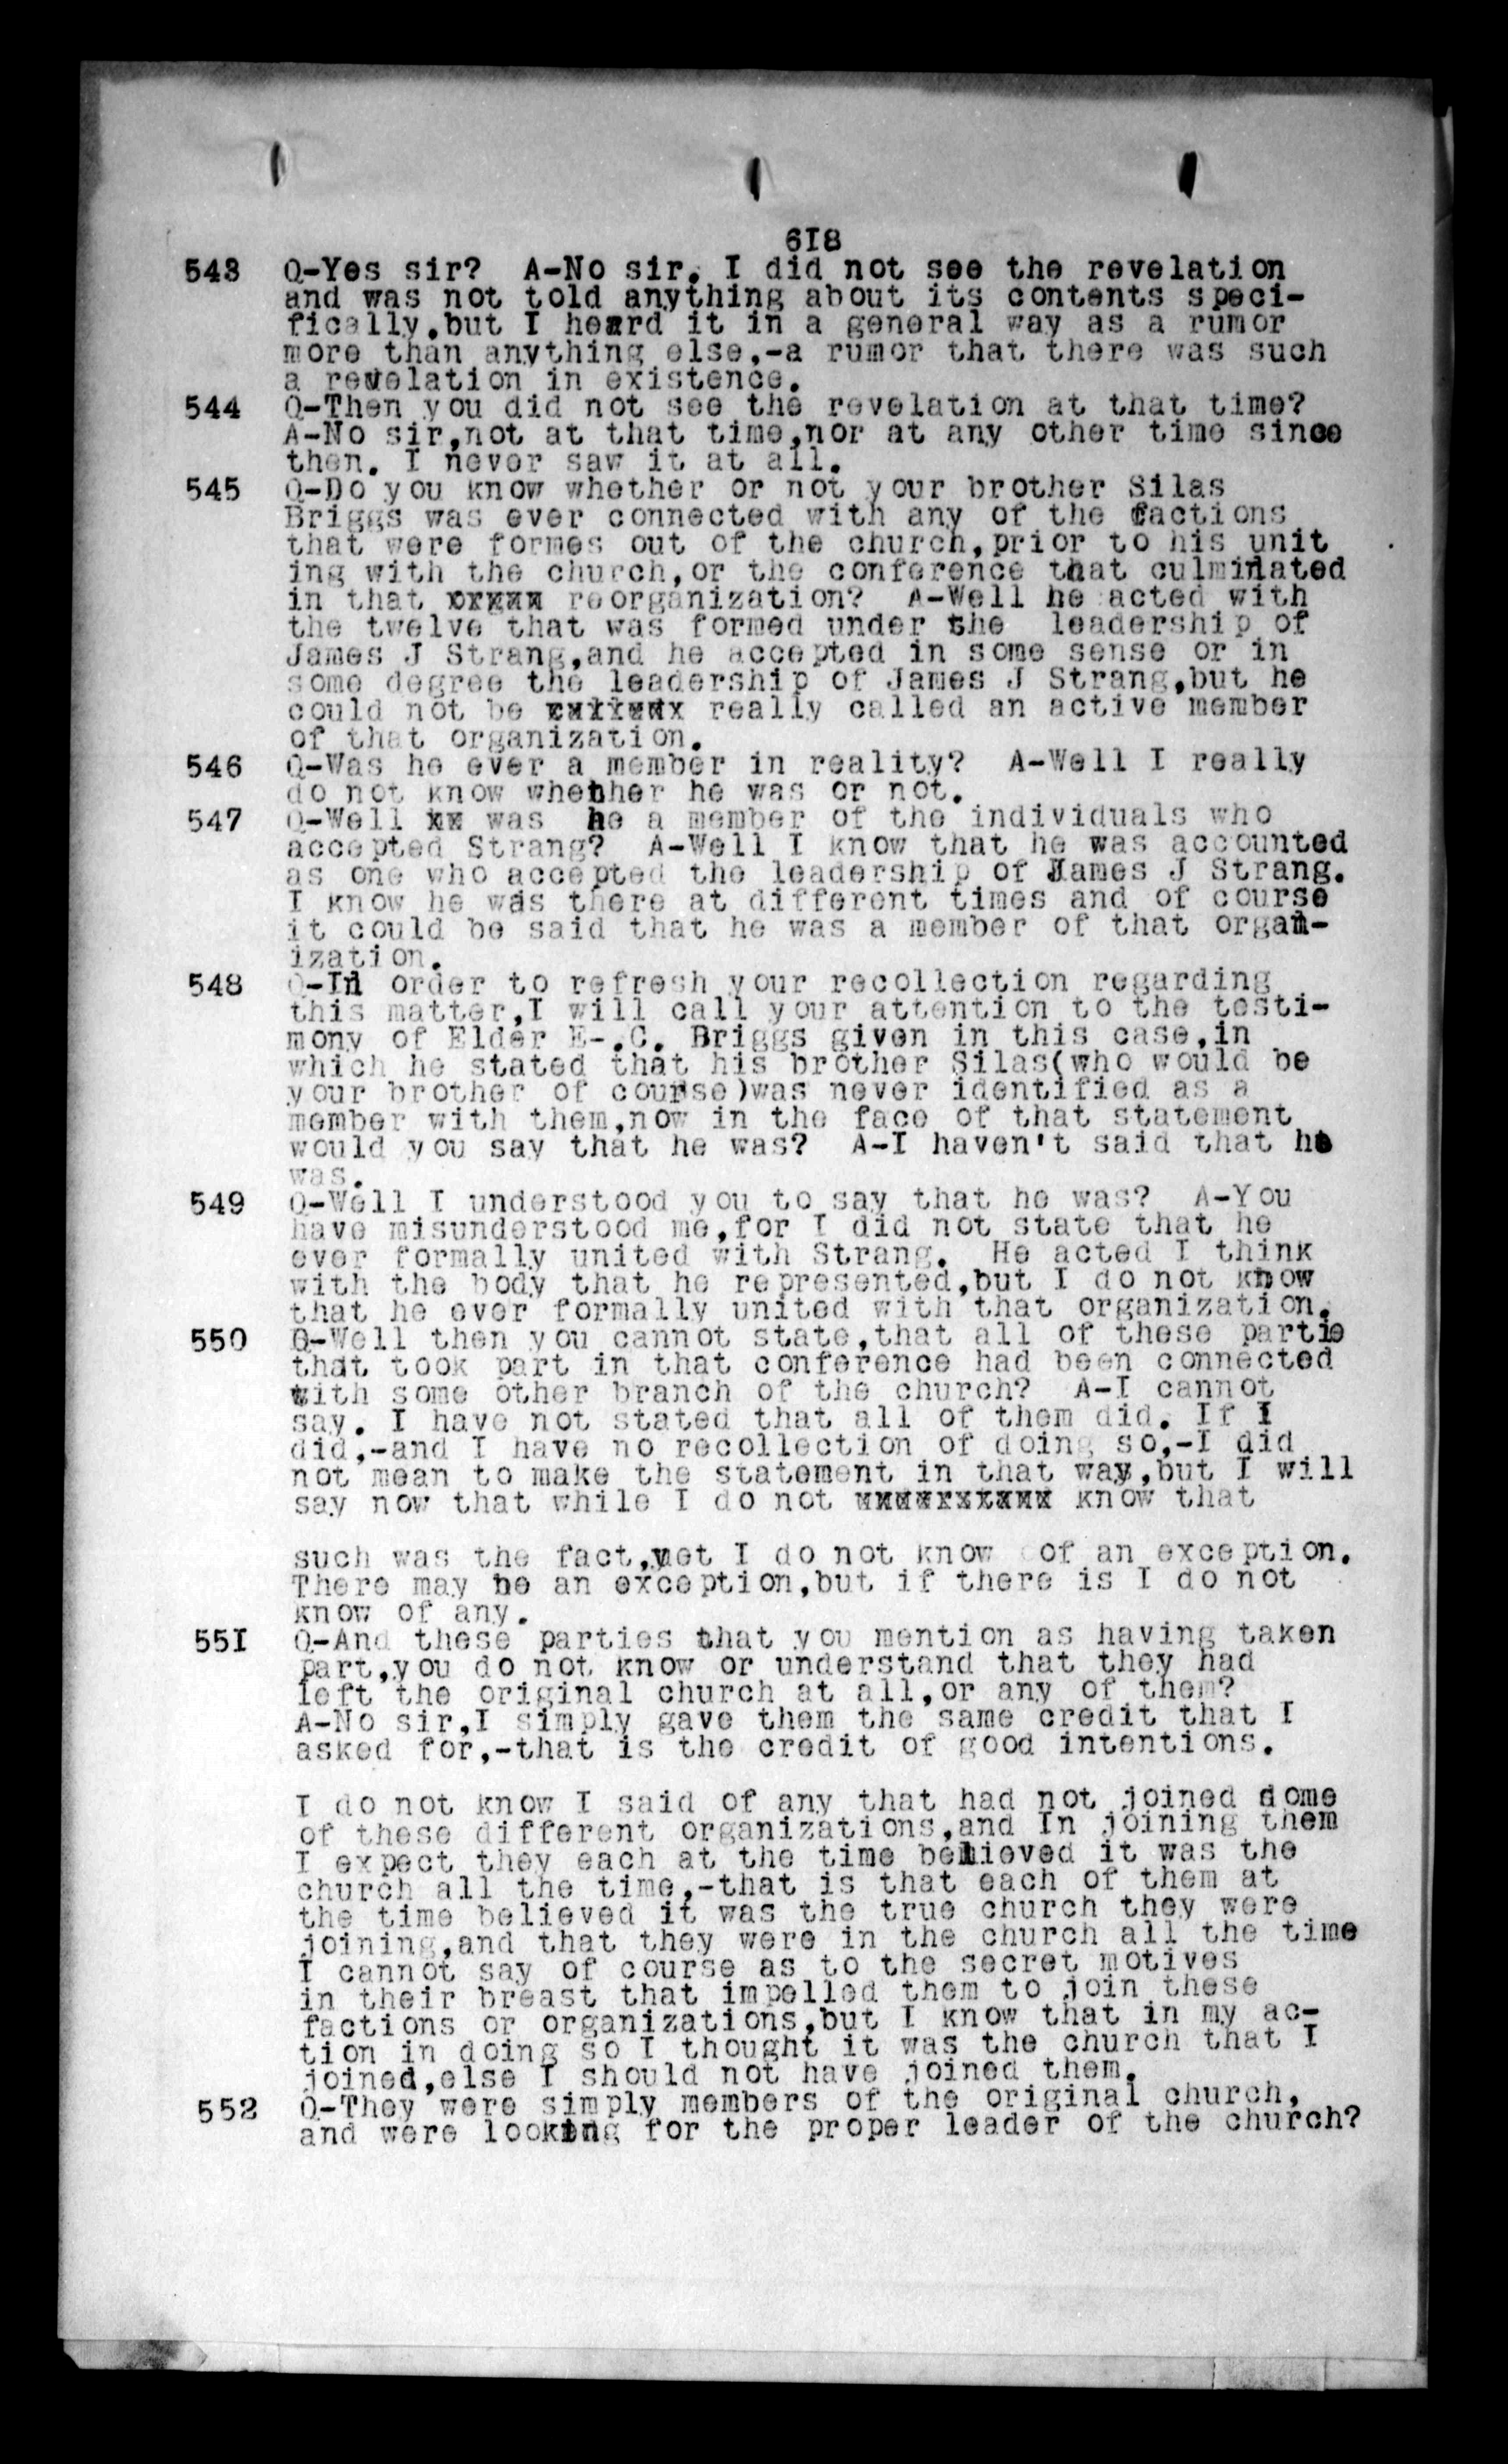 618
543 Q-Yes sir? A-No sir. I did not see the revelation
and was not told anything about its contents speci-
fically.but I heard it in a general way as a rumor
more than anything else,-a rumor that there was such
a revelation in existence.
544 Q-Then you did not see the revelation at that time?
A-No sir,not at that time,nor at any other time since
then. I never saw it at all.
545 Q-Do you know whether or not your brother Silas
Briggs was ever connected with any of the factions
that were formes out of the church,prior to his unit
ing with the church,or the conference that culminated
in that reorganization? A-Well he acted with
the twelve that was formed under the leadership of
James J Strang,and he accepted in some sense or in
some degree the leadership of James J Strang,but he
could not be really called an active member
of that organization.
546 Q-Was he ever a member in reality? A-Well I really
do not know whether he was or not.
547 Q-Well xx was he a member of the individuals who
accepted Strang? A-Well I know that he was accounted
as one who accepted the leadership of James J Strang.
I know he was there at different times and of course
it could be said that he was a member of that organ-
ization.
548 Q-In order to refresh your recollection regarding
this matter,I will call your attention to the testi-
mony of Elder E-.C. Briggs given in this case,in
which he stated that his brother Silas(who would be
your brother of course)was never identified as a
member with them,now in the face of that statement
would you say that he was? A-I haven't said that he
was.
549 Q-Well I understood you to say that he was? A-You
have misunderstood me,for I did not state that he
ever formally united with Strang. He acted I think
with the body that he represented,but I do not know
that he ever formally united with that organization.
550 Q-Well then you cannot state,that all of these partie
that took part in that conference had been connected
with some other branch of the church? A-I cannot
say. I have not stated that all of them did. If I
did,-and I have no recollection of doing so,-I did
not mean to make the statement in that way,but I will
say now that while I do not know that
such was the fact,yet I do not know of an exception.
There may be an exception,but if there is I do not
know of any.
551 Q-And these parties that you mention as having taken
part,you do not know or understand that they had
left the original church at all,or any of them?
A-No sir,I simply gave them the same credit that I
asked for,-that is the credit of good intentions.
I do not know I said of any that had not joined some
of these different organizations,and In joining them
I expect they each at the time believed it was the
church all the time,-that is that each of them at
the time believed it was the true church they were
joining,and that they were in the church all the time
I cannot say of course as to the secret motives
in their breast that impelled them to join these
factions or organizations,but I know that in my ac-
tion in doing so I thought it was the church that I
joined,else I should not have joined them.
552 Q-They were simply members of the original church,
and were looking for the proper leader of the church?